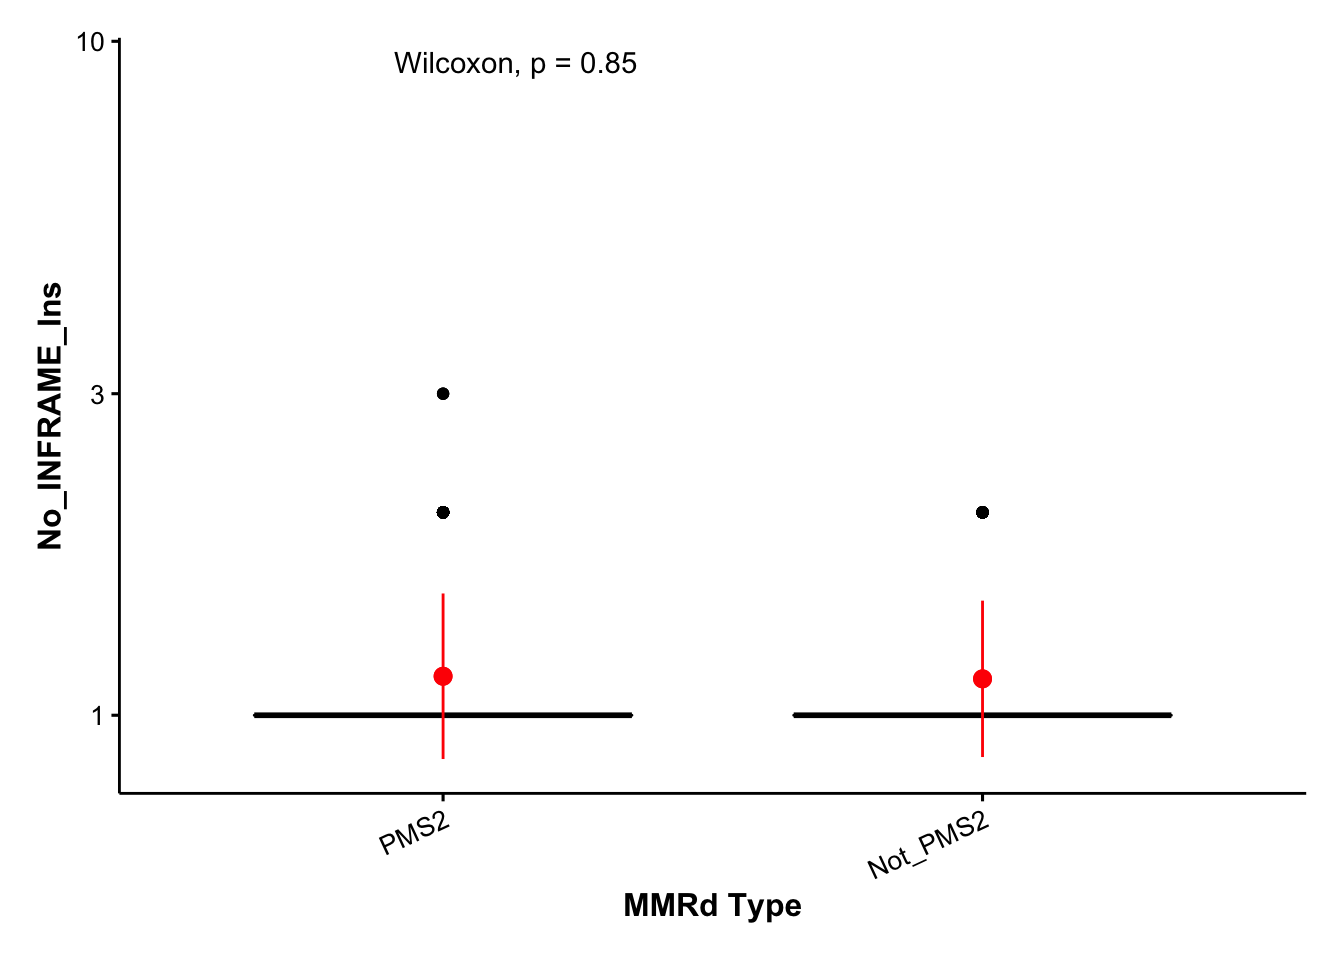 Wilcoxon, p = 0.85
10
3
1
No_INFRAME_Ins
PMS2
Not_PMS2
MMRd Type